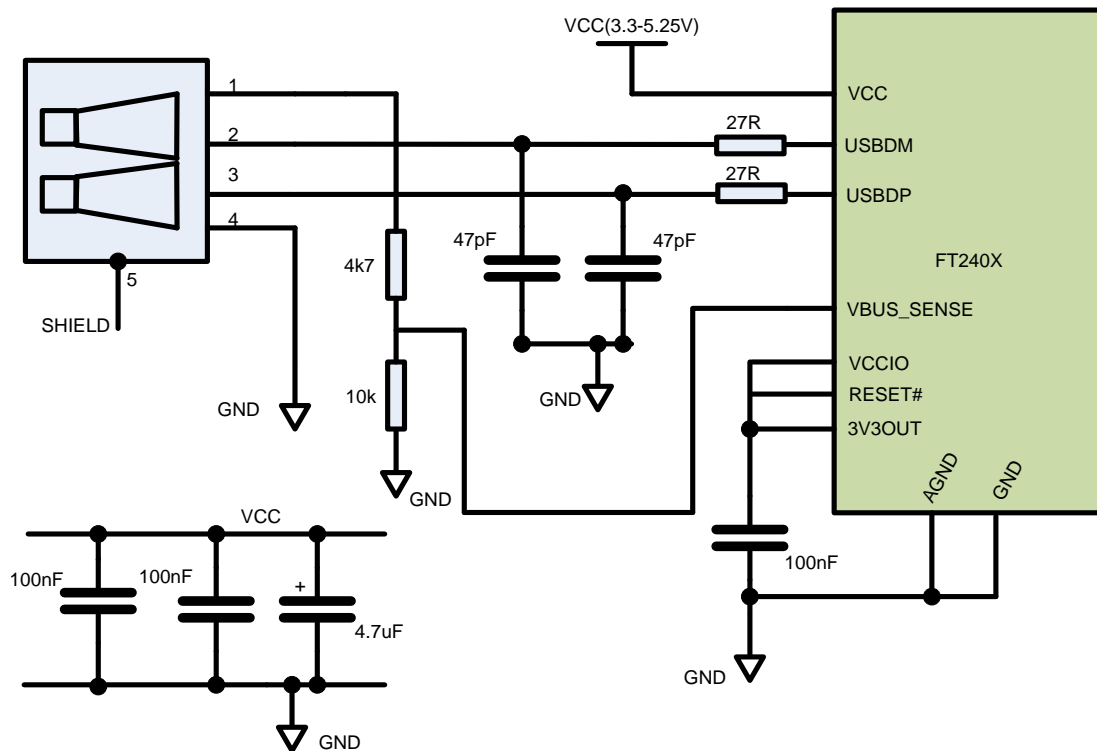 VCC(3.3-5.25V)
1
VCC
27R
2
USBDM
27R
3
USBDP
4
47pF
47pF
FT240X
4k7
5
SHIELD
VBUS_SENSE
VCCIO
10k
RESET#
GND
GND
3V3OUT
AGND
GND
GND
VCC
100nF
100nF
100nF
+
4.7uF
GND
GND